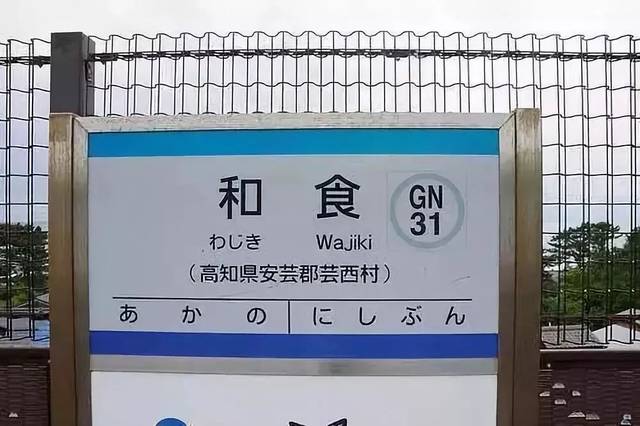 和食
GN
31
わじき Wajiki
（高知県安芸郡芸西村）
あかの にしぶん